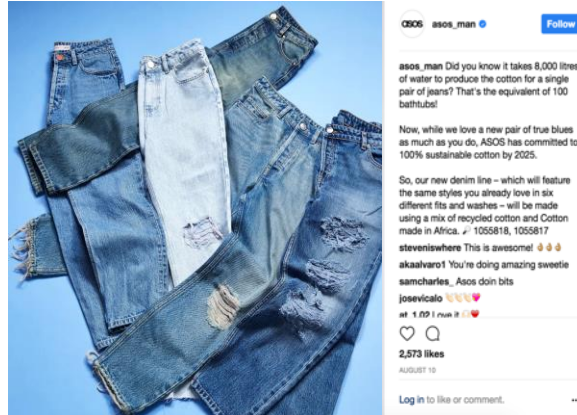 asos asos_man
Follow
asos_man Did you know it takes 8,000 litres
of water to produce the cotton for a single
pair of jeans? That's the equivalent of 100
bathtubs!
Now, while we love a new pair of true blues
as much as you do, ASOS has committed to
100% sustainable cotton by 2025.
So, our new denim line – which will feature
the same styles you already love in six
different fits and washes – will be made
using a mix of recycled cotton and Cotton
made in Africa. 🔎 1055818, 1055817
steveniswhere This is awesome! 👌👌👌
akaalvaro1 You're doing amazing sweetie
samcharles_ Asos doin bits
josevicalo
at_1.02 Love it
2,573 likes
AUGUST 10
Log in to like or comment.